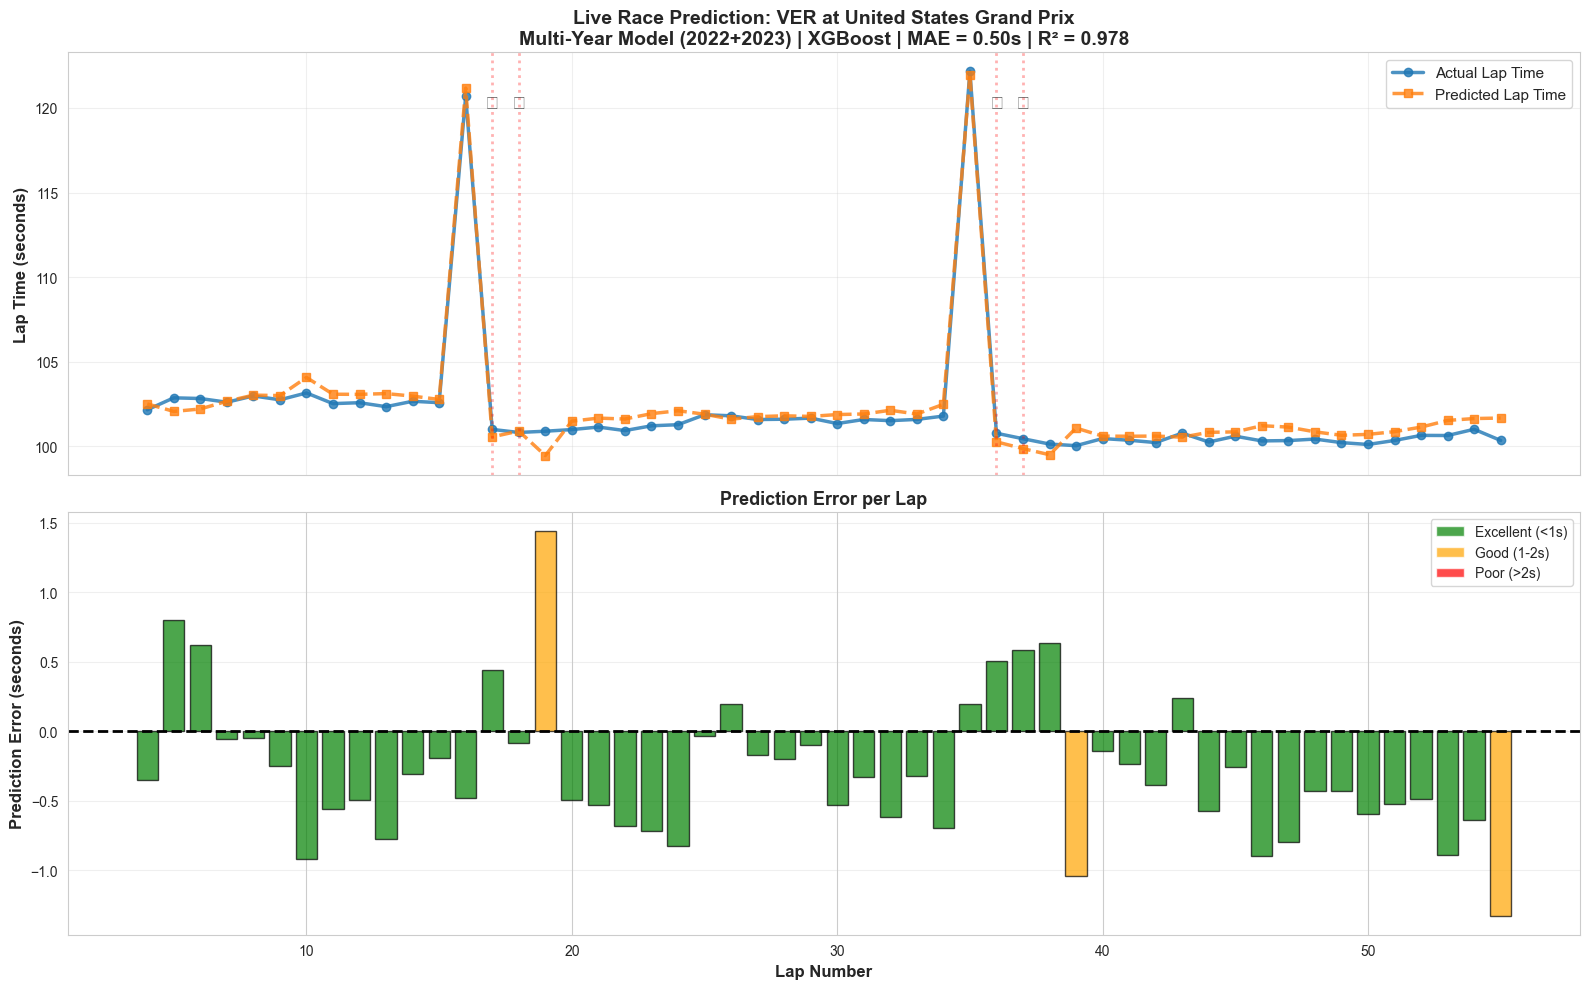 Live Race Prediction: VER at United States Grand Prix
Multi-Year Model (2022+2023) | XGBoost | MAE = 0.50s | R² = 0.978
Actual Lap Time
Predicted Lap Time
Lap Time (seconds)
120
115
110
105
100
Prediction Error per Lap
Excellent (<1s)
Good (1-2s)
Poor (>2s)
Prediction Error (seconds)
1.5
1.0
0.5
0.0
−0.5
−1.0
10 20 30 40 50
Lap Number